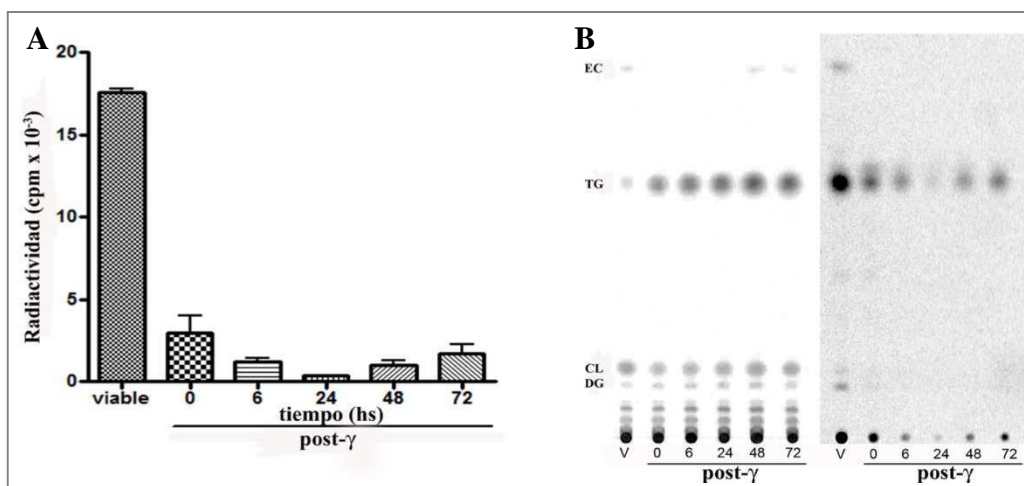 A
Radiactividad (cpm x 10⁻³)
20
15
10
5
0
viable 0 6 24 48 72
tiempo (hs)
post-γ
B
EC
TG
CL
DG
V 0 6 24 48 72
post-γ
V 0 6 24 48 72
post-γ